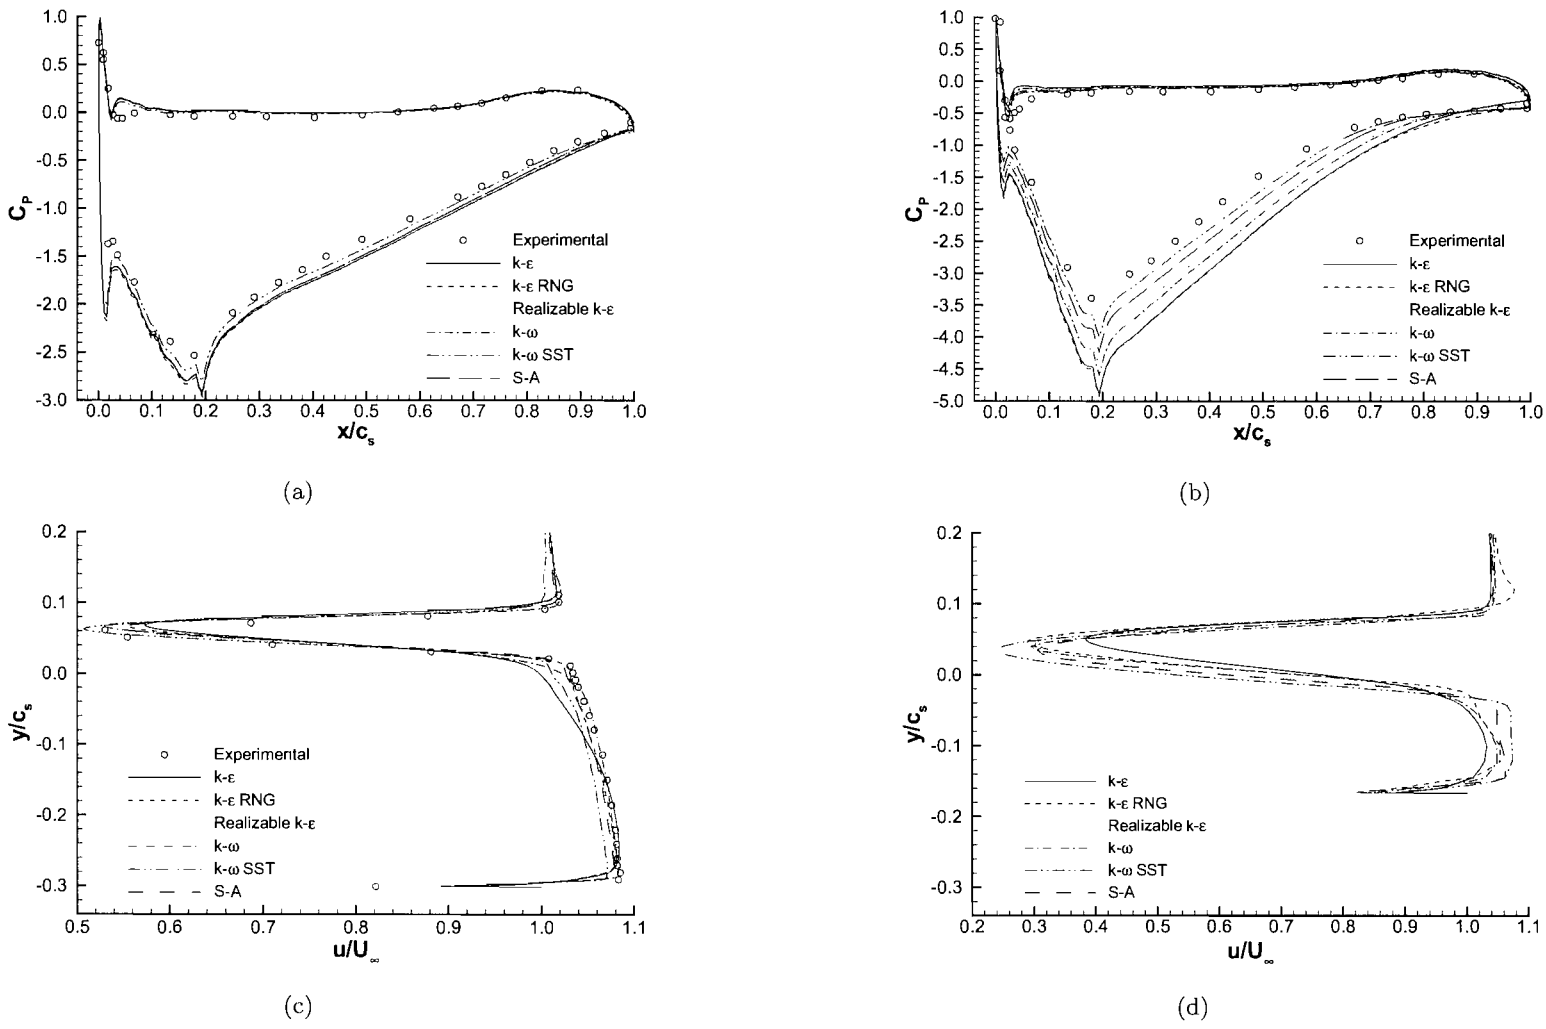 1.0
0.5
0.0
-0.5
-1.0
-1.5
-2.0
-2.5
-3.0
C_P
0.0 0.1 0.2 0.3 0.4 0.5 0.6 0.7 0.8 0.9 1.0
x/c_s
Experimental
k-ε
k-ε RNG
Realizable k-ε
k-ω
k-ω SST
S-A
(a)
1.0
0.5
0.0
-0.5
-1.0
-1.5
-2.0
-2.5
-3.0
-3.5
-4.0
-4.5
-5.0
C_P
0.0 0.1 0.2 0.3 0.4 0.5 0.6 0.7 0.8 0.9 1.0
x/c_s
Experimental
k-ε
k-ε RNG
Realizable k-ε
k-ω
k-ω SST
S-A
(b)
0.2
0.1
0.0
-0.1
-0.2
-0.3
y/c_s
0.5 0.6 0.7 0.8 0.9 1.0 1.1
u/U_∞
Experimental
k-ε
k-ε RNG
Realizable k-ε
k-ω
k-ω SST
S-A
(c)
0.2
0.1
0.0
-0.1
-0.2
-0.3
y/c_s
0.2 0.3 0.4 0.5 0.6 0.7 0.8 0.9 1.0 1.1
u/U_∞
k-ε
k-ε RNG
Realizable k-ε
k-ω
k-ω SST
S-A
(d)